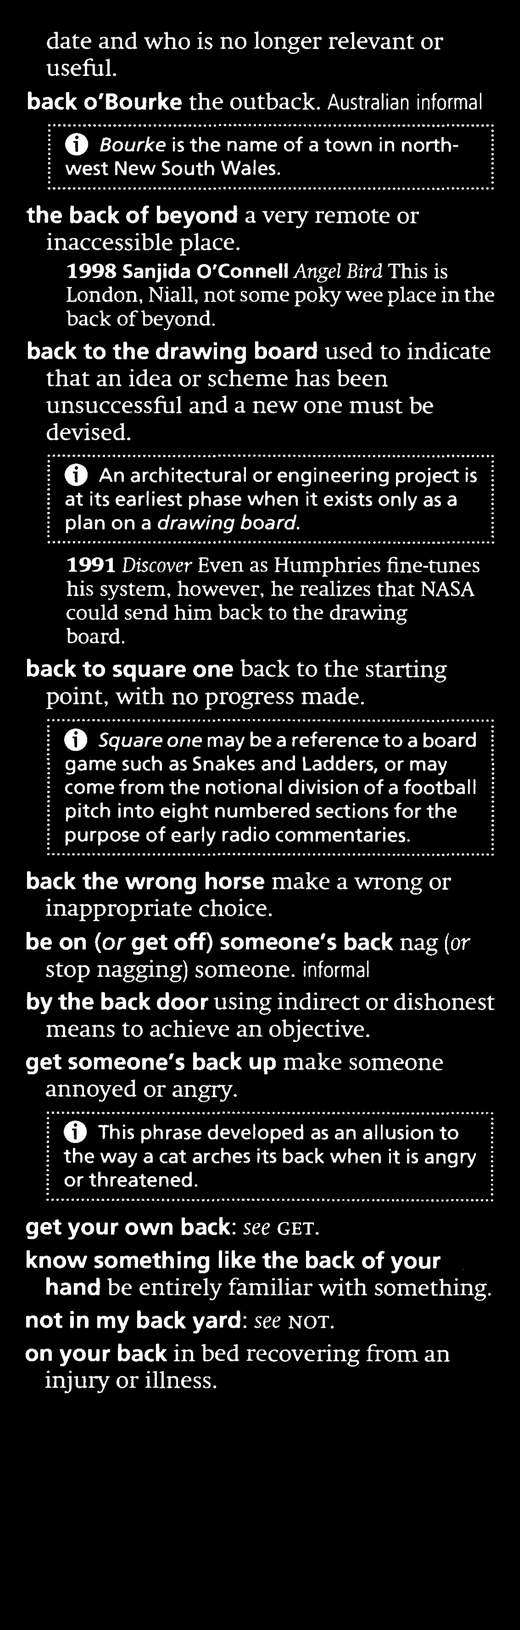 date and who is no longer relevant or
useful.
back o'Bourke the outback. Australian informal
i Bourke is the name of a town in north-
west New South Wales.
the back of beyond a very remote or
inaccessible place.
1998 Sanjida O'Connell Angel Bird This is
London, Niall, not some poky wee place in the
back of beyond.
back to the drawing board used to indicate
that an idea or scheme has been
unsuccessful and a new one must be
devised.
i An architectural or engineering project is
at its earliest phase when it exists only as a
plan on a drawing board.
1991 Discover Even as Humphries fine-tunes
his system, however, he realizes that NASA
could send him back to the drawing
board.
back to square one back to the starting
point, with no progress made.
i Square one may be a reference to a board
game such as Snakes and Ladders, or may
come from the notional division of a football
pitch into eight numbered sections for the
purpose of early radio commentaries.
back the wrong horse make a wrong or
inappropriate choice.
be on (or get off) someone's back nag (or
stop nagging) someone. informal
by the back door using indirect or dishonest
means to achieve an objective.
get someone's back up make someone
annoyed or angry.
i This phrase developed as an allusion to
the way a cat arches its back when it is angry
or threatened.
get your own back: see GET.
know something like the back of your
hand be entirely familiar with something.
not in my back yard: see NOT.
on your back in bed recovering from an
injury or illness.